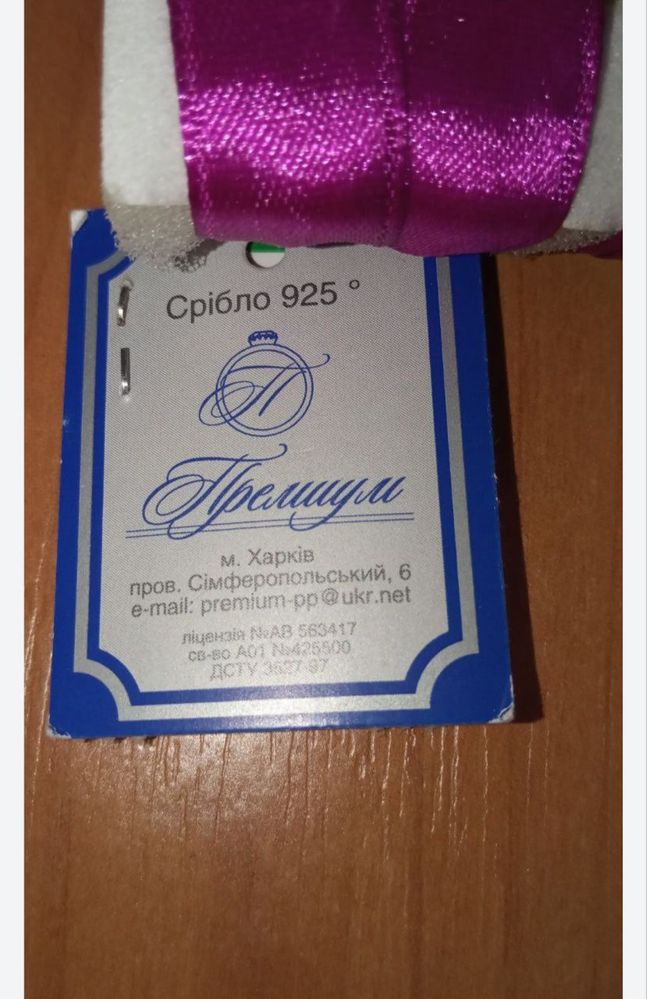 Срібло 925 °
П
Премиум
м. Харків
пров. Сімферопольський, 6
e-mail: premium-pp@ukr.net
ліцензія №АВ 563417
св-во А01 №425500
ДСТУ 3527-97